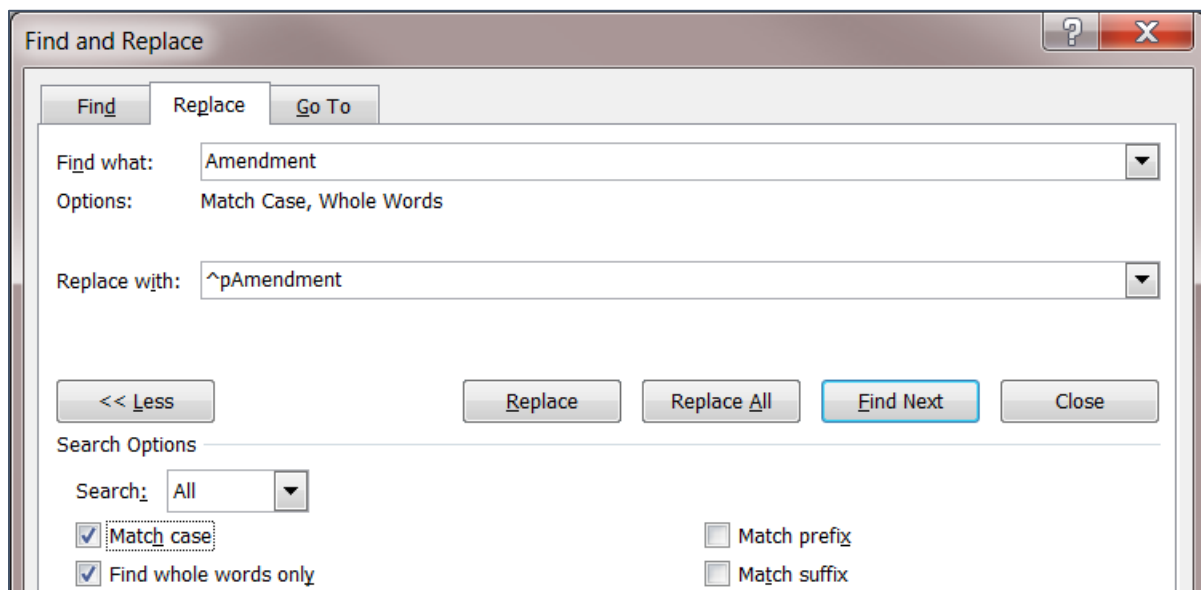 Find and Replace
Find Replace Go To
Find what: Amendment
Options: Match Case, Whole Words
Replace with: ^pAmendment
<< Less Replace Replace All Find Next Close
Search Options
Search: All
Match case Match prefix
Find whole words only Match suffix